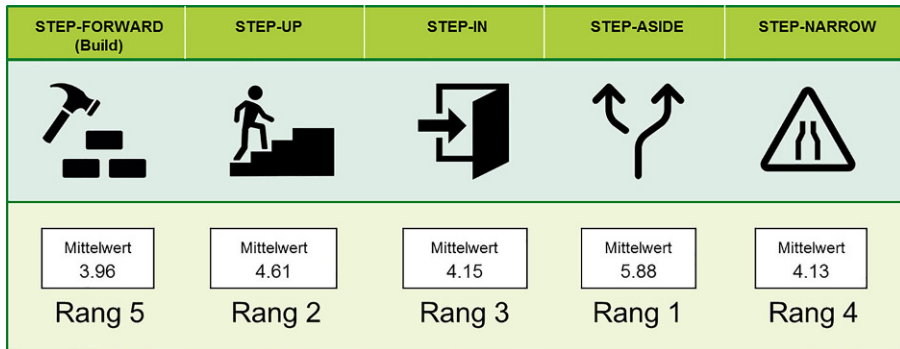 STEP-FORWARD
(Build)
STEP-UP
STEP-IN
STEP-ASIDE
STEP-NARROW
Mittelwert
3.96
Mittelwert
4.61
Mittelwert
4.15
Mittelwert
5.88
Mittelwert
4.13
Rang 5
Rang 2
Rang 3
Rang 1
Rang 4